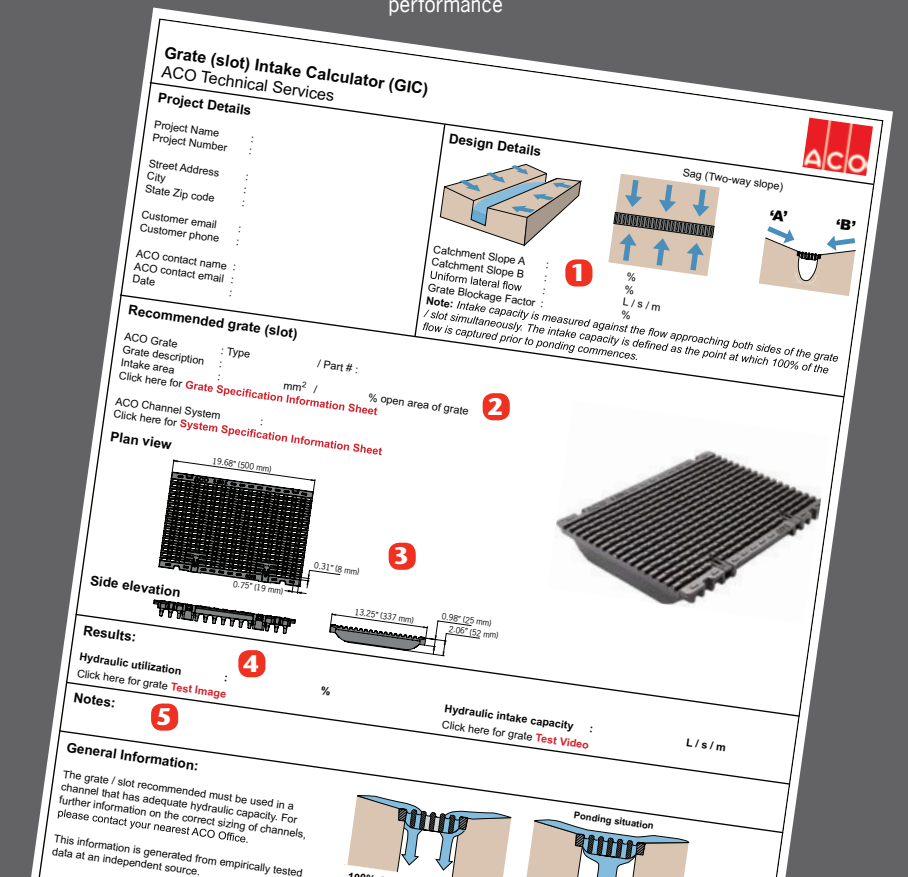 performance
Grate (slot) Intake Calculator (GIC)
ACO Technical Services
ACO
Project Details
Project Name :
Project Number :
Street Address :
City :
State Zip code :
Customer email :
Customer phone :
ACO contact name :
ACO contact email :
Date :
Design Details
Sag (Two-way slope)
‘A’
‘B’
Catchment Slope A : %
Catchment Slope B : %
Uniform lateral flow : L / s / m
Grate Blockage Factor : %
1
Note: Intake capacity is measured against the flow approaching both sides of the grate
/ slot simultaneously. The intake capacity is defined as the point at which 100% of the
flow is captured prior to ponding commences.
Recommended grate (slot)
ACO Grate : Type / Part # :
Grate description :
Intake area : mm² / % open area of grate
2
Click here for Grate Specification Information Sheet
ACO Channel System :
Click here for System Specification Information Sheet
Plan view
19.68" (500 mm)
3
0.31" (8 mm)
0.75" (19 mm)
Side elevation
13.25" (337 mm)
0.98" (25 mm)
2.06" (52 mm)
Results:
4
Hydraulic utilization : %
Click here for grate Test Image
Hydraulic intake capacity : L / s / m
Click here for grate Test Video
Notes:
5
General Information:
The grate / slot recommended must be used in a
channel that has adequate hydraulic capacity. For
further information on the correct sizing of channels,
please contact your nearest ACO Office.
This information is generated from empirically tested
data at an independent source.
Ponding situation